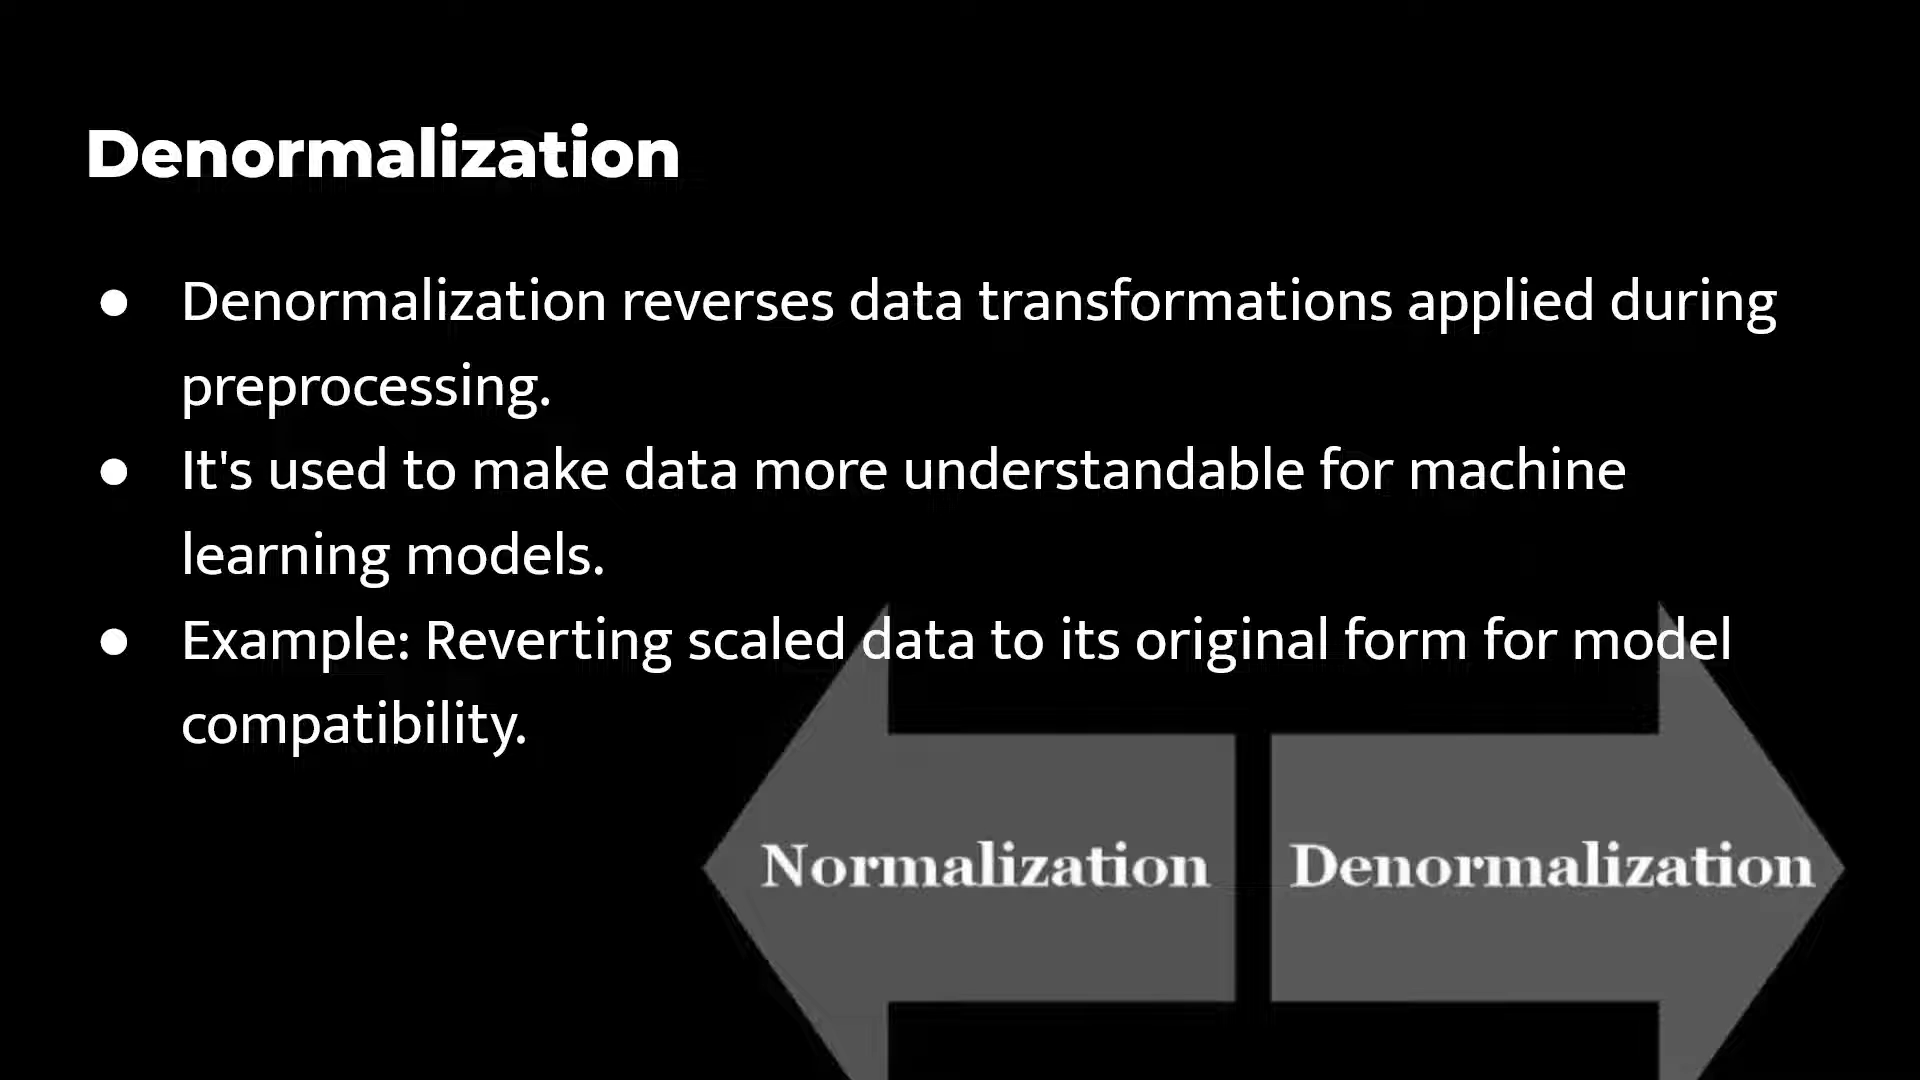 Denormalization
● Denormalization reverses data transformations applied during
preprocessing.
● It's used to make data more understandable for machine
learning models.
● Example: Reverting scaled data to its original form for model
compatibility.
Normalization
Denormalization